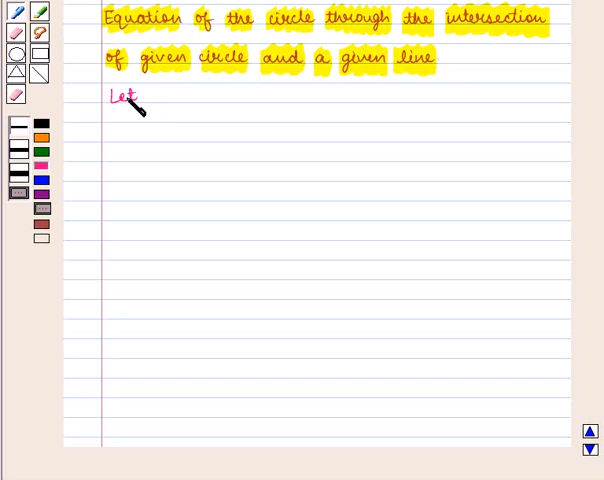 Equation of the circle through the intersection
of given circle and a given line
Let